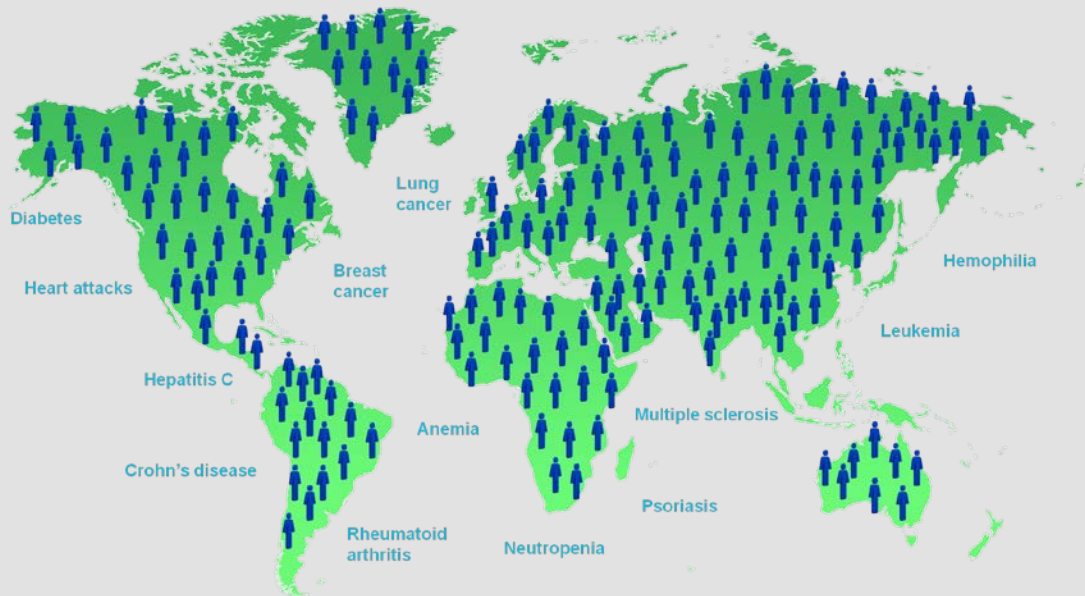 Lung
cancer
Diabetes
Hemophilia
Breast
cancer
Heart attacks
Leukemia
Hepatitis C
Multiple sclerosis
Anemia
Crohn's disease
Psoriasis
Rheumatoid
arthritis
Neutropenia